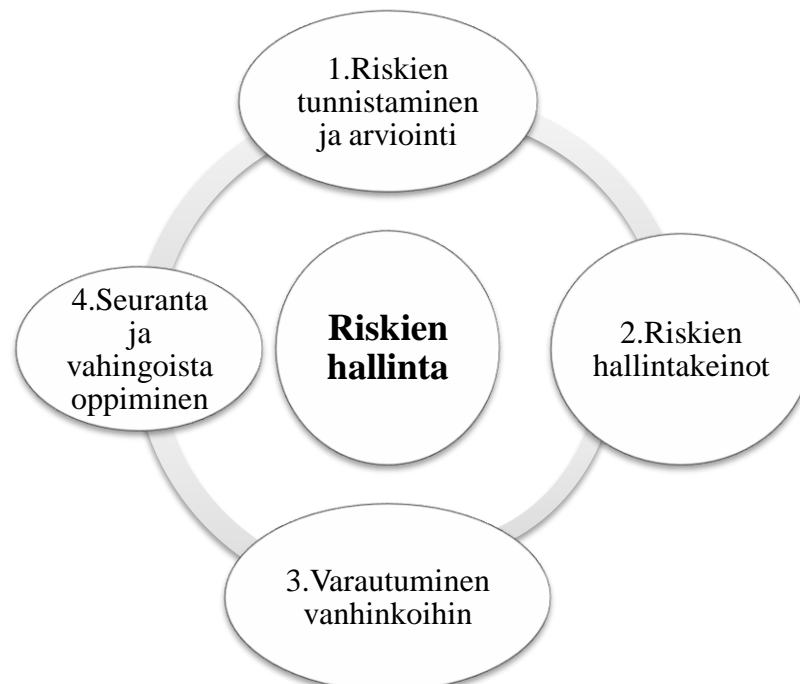 1.Riskien
tunnistaminen
ja arviointi
2.Riskien
hallintakeinot
3.Varautuminen
vanhinkoihin
4.Seuranta
ja
vahingoista
oppiminen
Riskien
hallinta